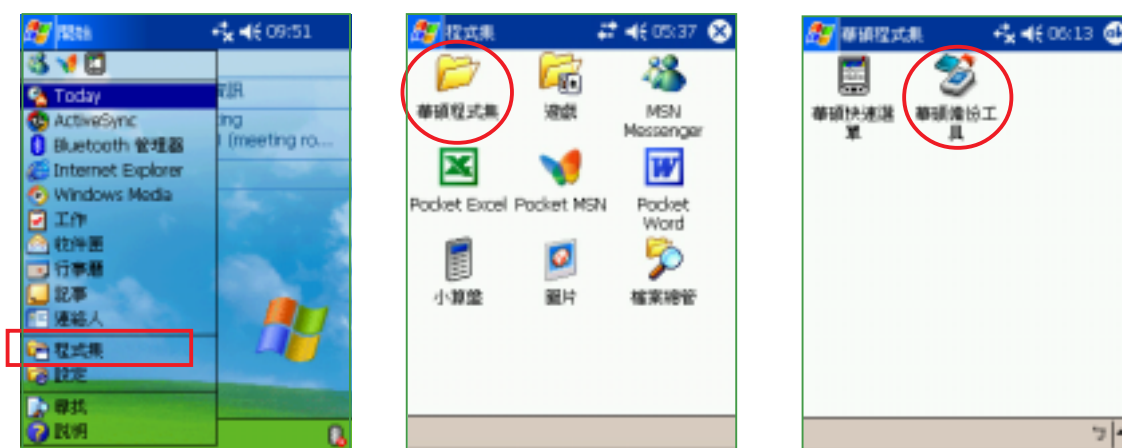 開始 09:51
Today
ActiveSync
Bluetooth 管理器
Internet Explorer
Windows Media
工作
收件匣
行事曆
記事
連絡人
程式集
設定
尋找
說明
資訊
ing
(meeting ro...
程式集 05:37
華碩程式集 遊戲 MSN
Messenger
Pocket Excel Pocket MSN Pocket
Word
小算盤 圖片 檔案總管
華碩程式集 06:13 ok
華碩快速選
單
華碩備份工
具